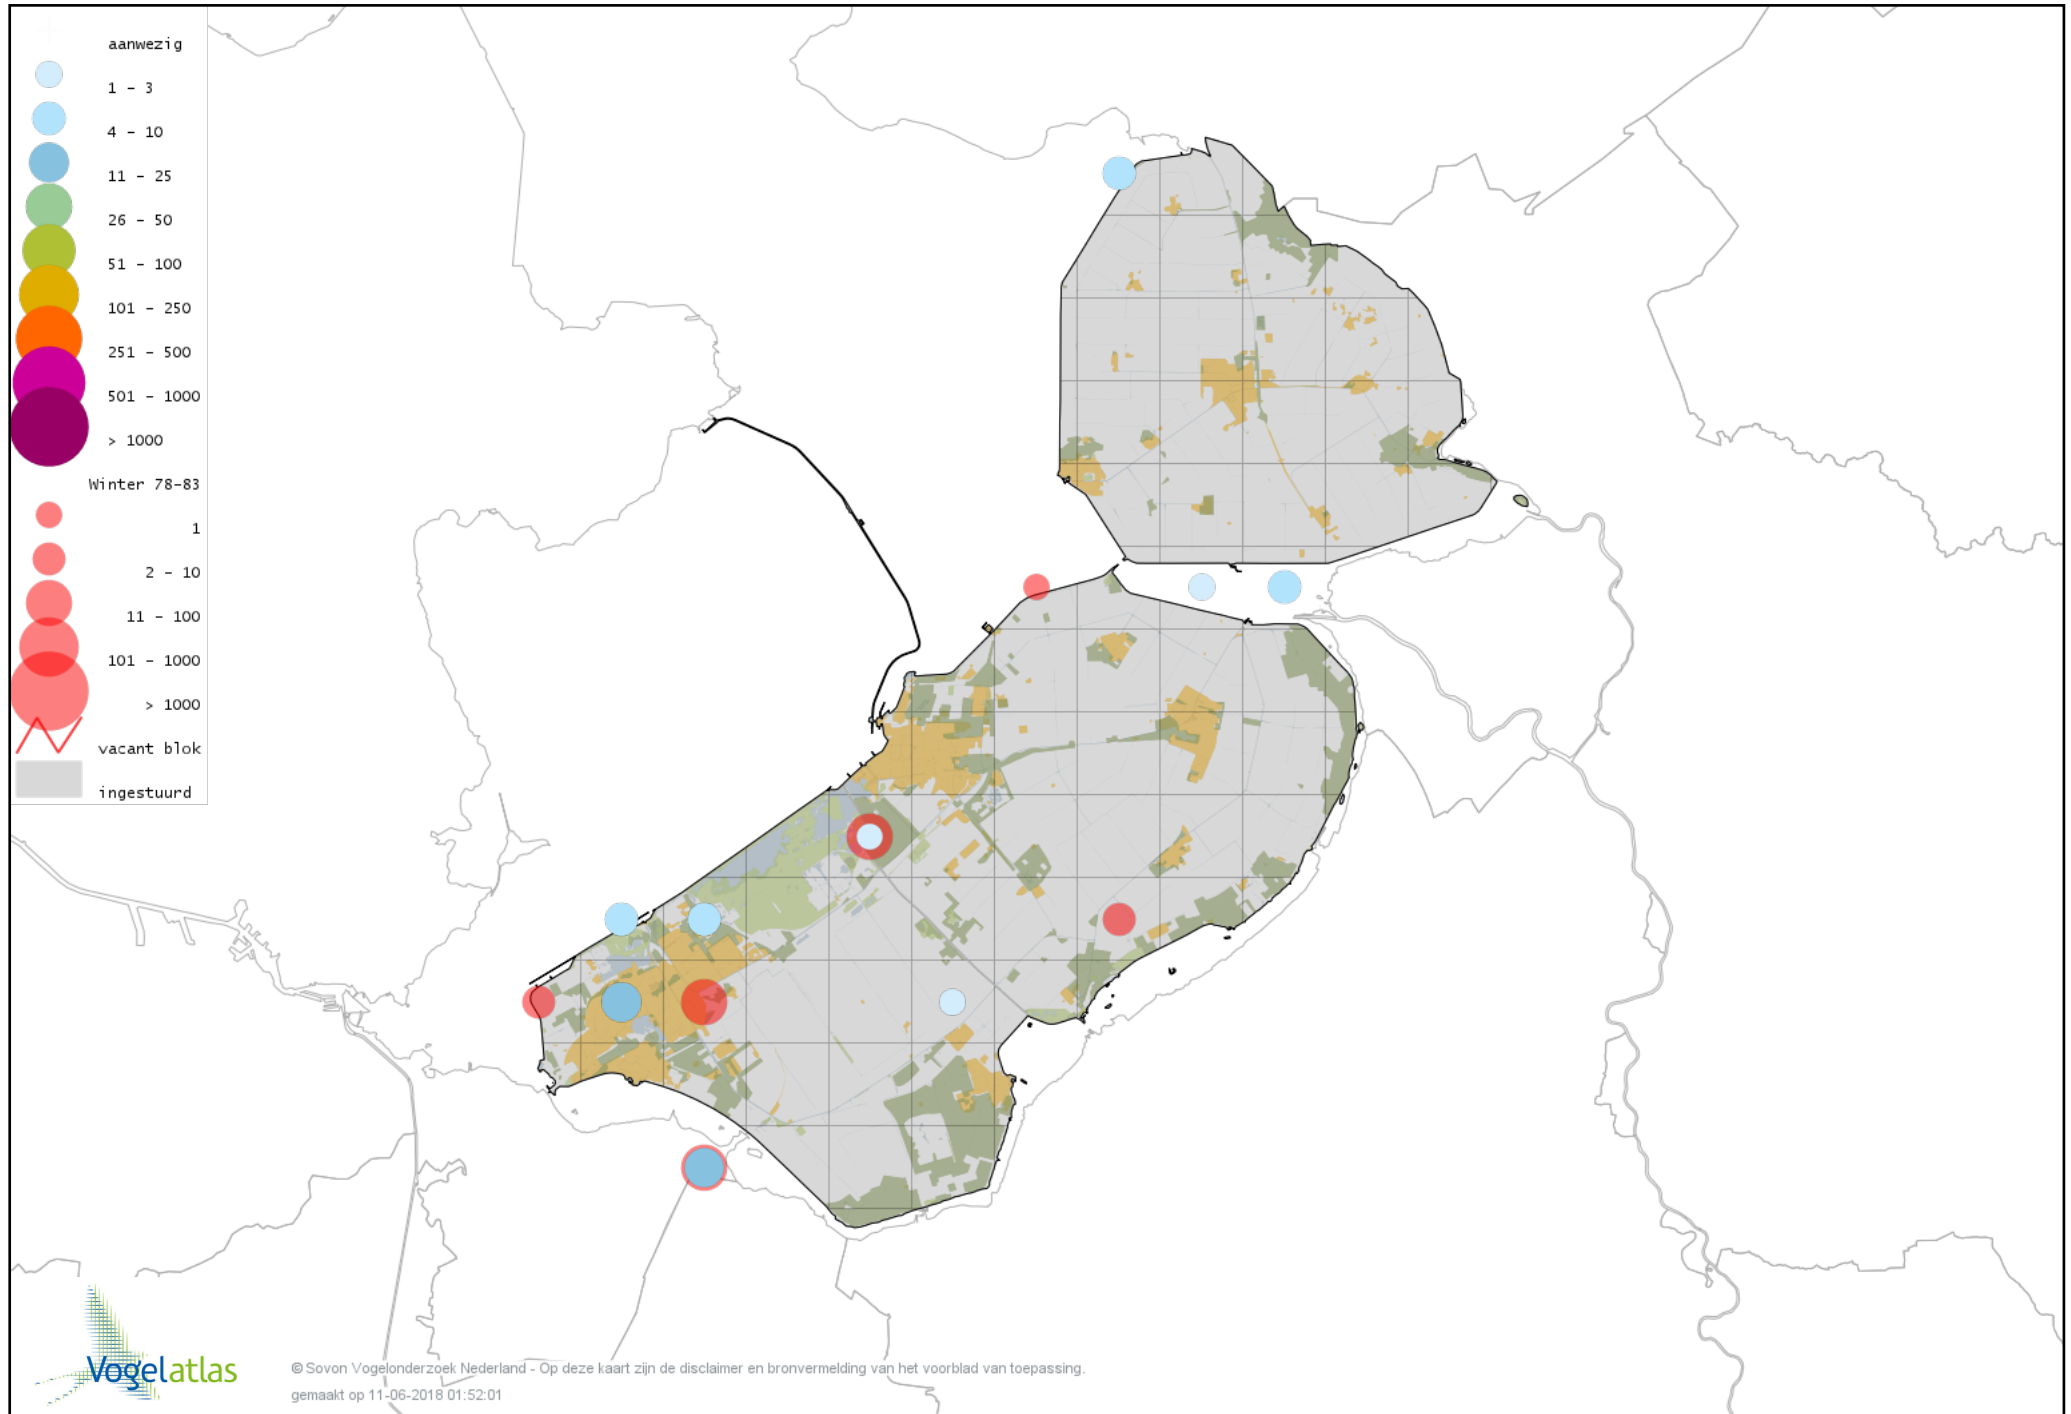 aanwezig
1 - 3
4 - 10
11 - 25
26 - 50
51 - 100
101 - 250
251 - 500
501 - 1000
> 1000
Winter 78-83
1
2 - 10
11 - 100
101 - 1000
> 1000
vacant blok
ingestuurd
Vogelatlas
© Sovon Vogelonderzoek Nederland - Op deze kaart zijn de disclaimer en bronvermelding van het voorblad van toepassing.
gemaakt op 11-06-2018 01:52:01